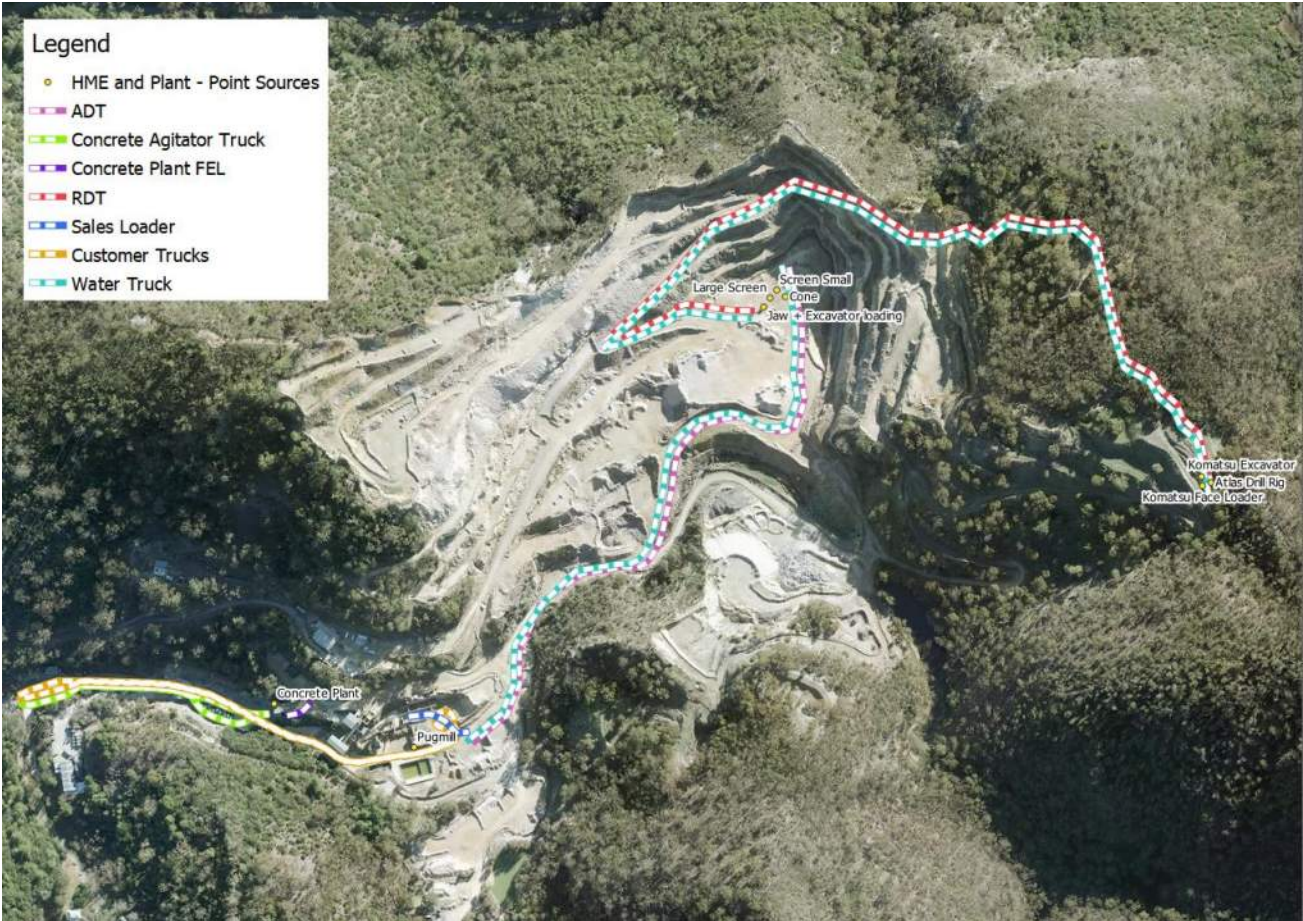 Legend
HME and Plant - Point Sources
ADT
Concrete Agitator Truck
Concrete Plant FEL
RDT
Sales Loader
Customer Trucks
Water Truck
Screen Small
Large Screen
Cone
Jaw + Excavator loading
Komatsu Excavator
Atlas Drill Rig
Komatsu Face Loader
Concrete Plant
Pugmill